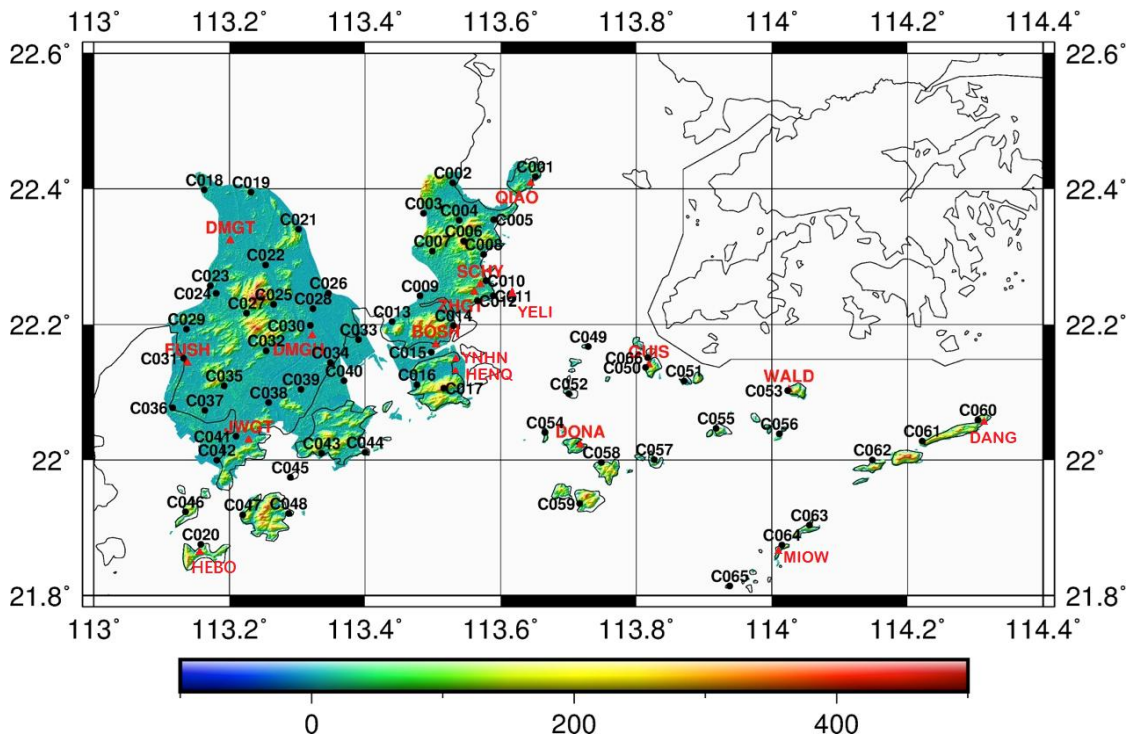 113° 113.2° 113.4° 113.6° 113.8° 114° 114.2° 114.4°
22.6° 22.6°
C001
C002
QIAO
C018 C019
22.4° 22.4°
C003 C004 C005
DMGT C021
C006
C007 C008
C022
SCHY
C023 C026 C010
C024 C025 C009 C011
C027 C028 ZHGT C012
YELI
C029 C030 C013 C014
22.2° 22.2°
C033 BOSH
C049
FUSH C032 DMGH C034 C015 YNHN
C031 C066 GUIS
C050 C051
HENQ
WALD
C035 C039 C040 C016 C017
C052 C053
C036 C037 C038
C054 C055 C056 C060
JWQT DONA
C041 C061 DANG
C042 C043 C044
C058 C057 C062
22° 22°
C045
C046 C047 C048 C059
C063
C020 C064
HEBO MIOW
C065
21.8° 21.8°
113° 113.2° 113.4° 113.6° 113.8° 114° 114.2° 114.4°
0 200 400